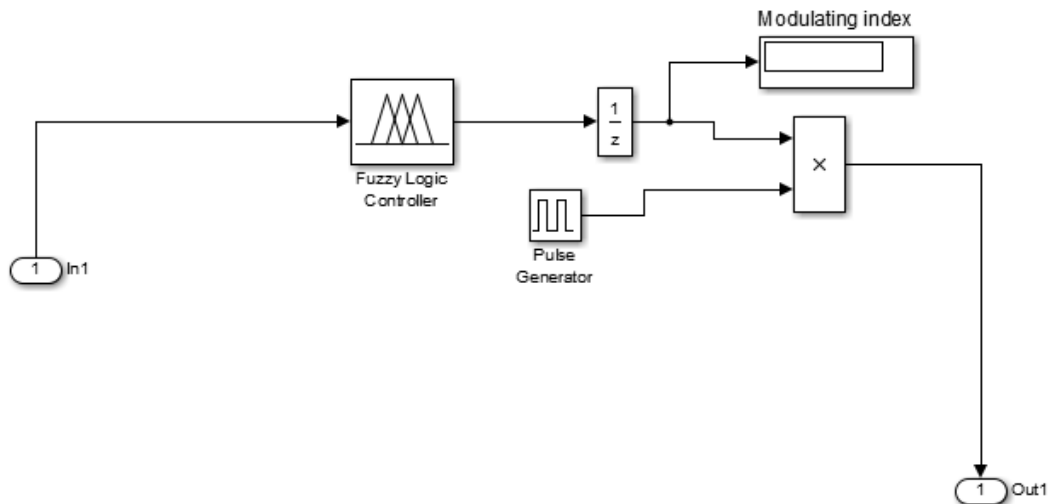 Modulating index
1
z
Fuzzy Logic
Controller
×
Pulse
Generator
1
In1
1
Out1